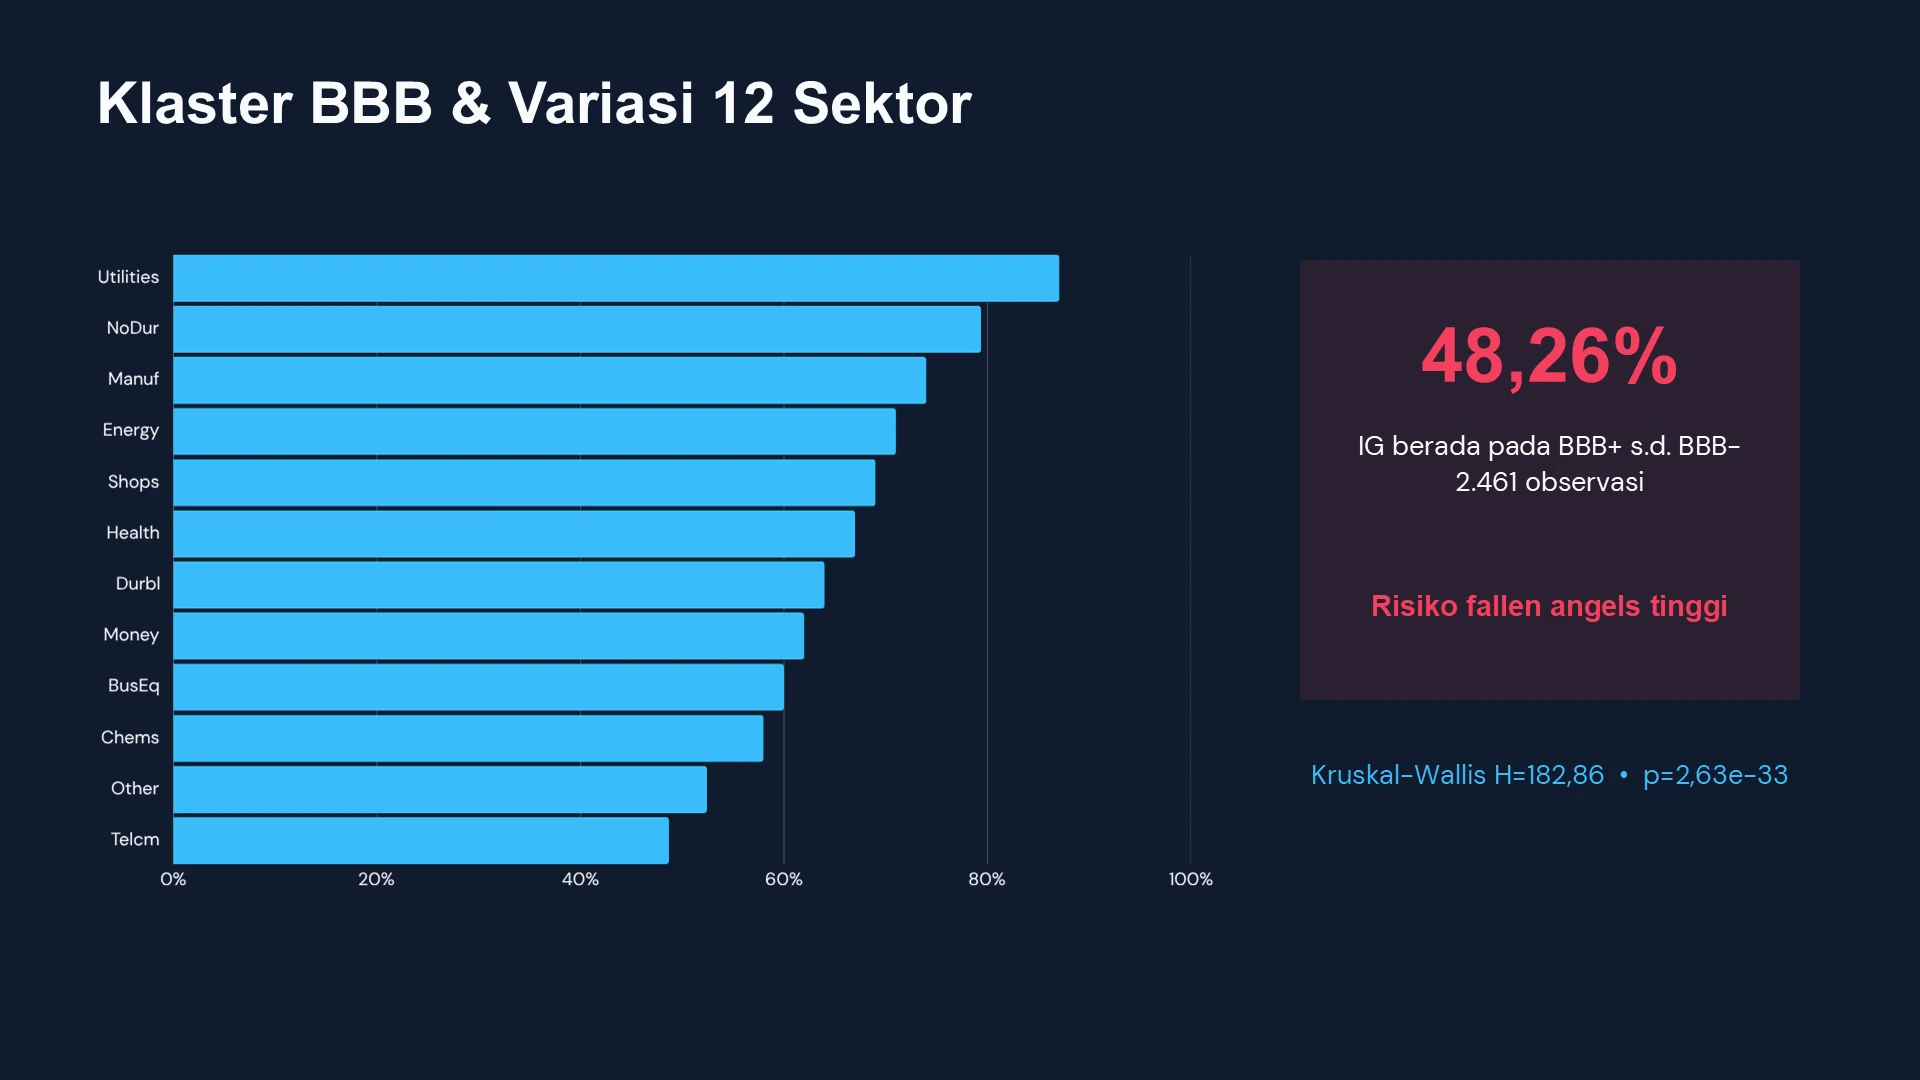 Klaster BBB & Variasi 12 Sektor
Utilities
NoDur
Manuf
Energy
Shops
Health
Durbl
Money
BusEq
Chems
Other
Telcm
0%
20%
40%
60%
80%
100%
48,26%
IG berada pada BBB+ s.d. BBB-
2.461 observasi
Risiko fallen angels tinggi
Kruskal-Wallis H=182,86 • p=2,63e-33